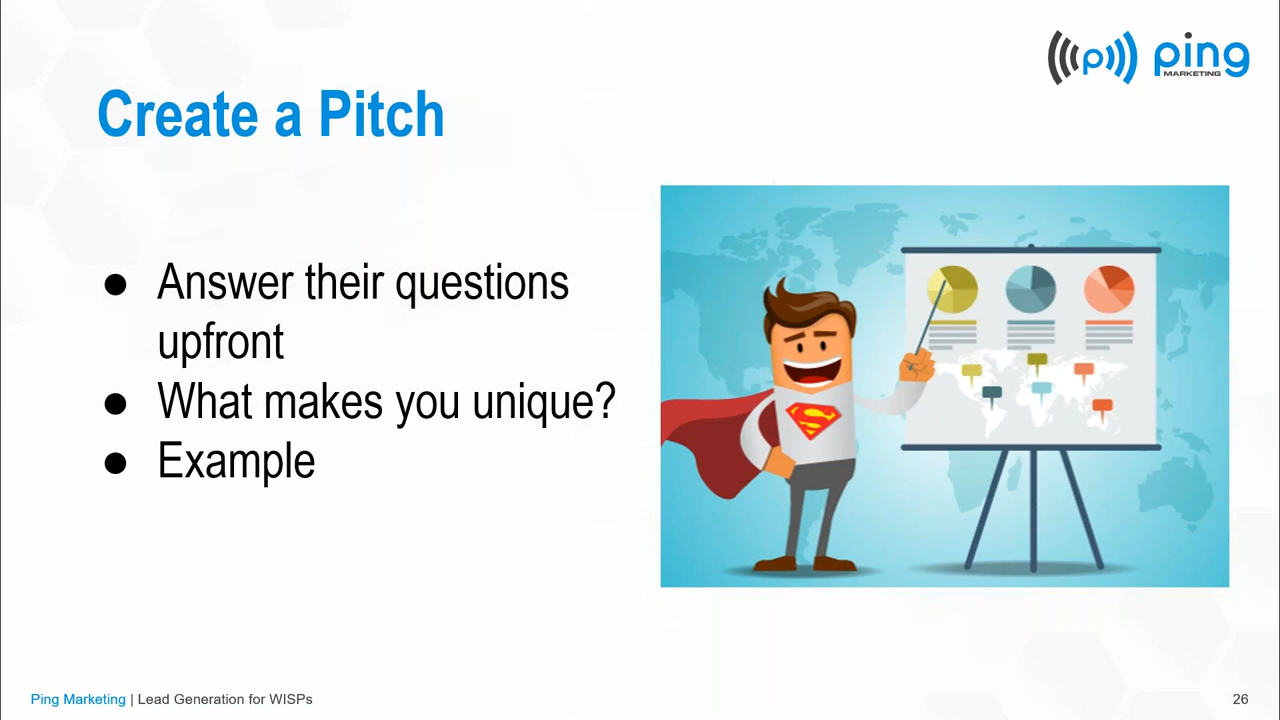 (p) ping
MARKETING
Create a Pitch
● Answer their questions
upfront
● What makes you unique?
● Example
S
Ping Marketing | Lead Generation for WISPs
26